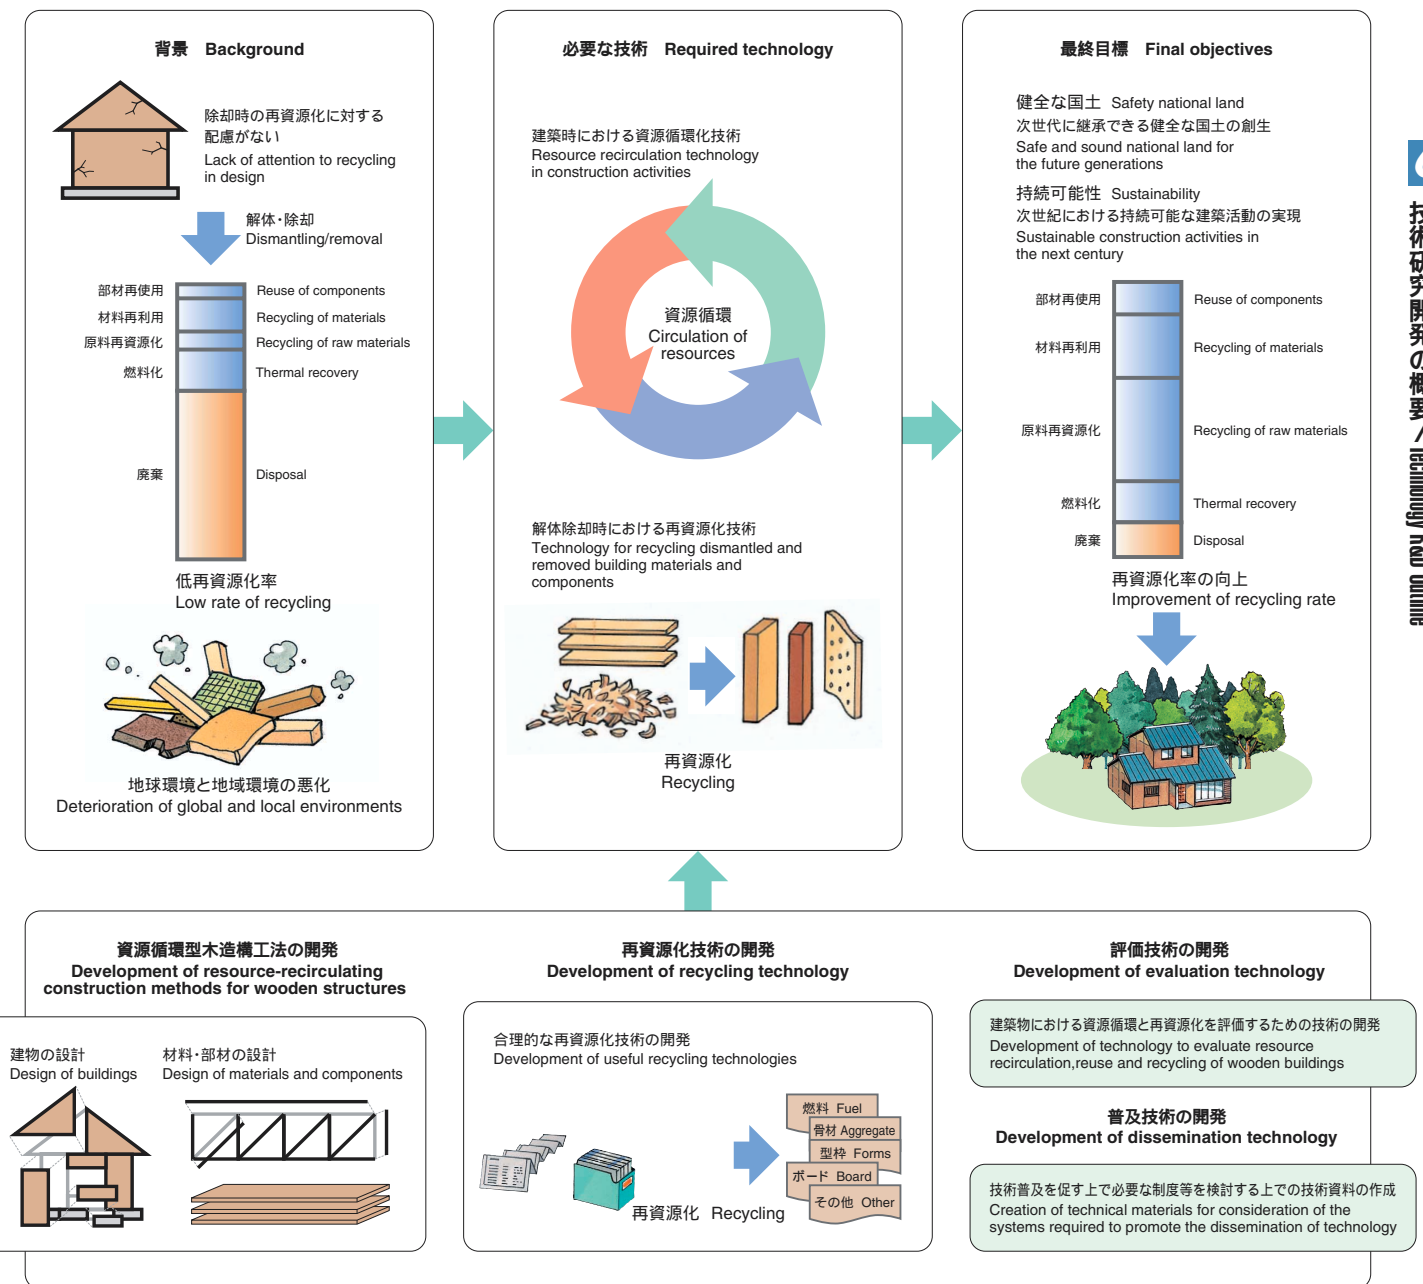 背景 Background
除却時の再資源化に対する
配慮がない
Lack of attention to recycling
in design
解体・除却
Dismantling/removal
部材再使用 Reuse of components
材料再利用 Recycling of materials
原料再資源化 Recycling of raw materials
燃料化 Thermal recovery
廃棄 Disposal
低再資源化率
Low rate of recycling
地球環境と地域環境の悪化
Deterioration of global and local environments
必要な技術 Required technology
建築時における資源循環化技術
Resource recirculation technology
in construction activities
資源循環
Circulation of
resources
解体除却時における再資源化技術
Technology for recycling dismantled and
removed building materials and
components
再資源化
Recycling
最終目標 Final objectives
健全な国土 Safety national land
次世代に継承できる健全な国土の創生
Safe and sound national land for
the future generations
持続可能性 Sustainability
次世紀における持続可能な建築活動の実現
Sustainable construction activities in
the next century
部材再使用 Reuse of components
材料再利用 Recycling of materials
原料再資源化 Recycling of raw materials
燃料化 Thermal recovery
廃棄 Disposal
再資源化率の向上
Improvement of recycling rate
技術研究開発の概要／Technology R&D Outline
資源循環型木造構工法の開発
Development of resource-recirculating
construction methods for wooden structures
建物の設計
Design of buildings
材料・部材の設計
Design of materials and components
再資源化技術の開発
Development of recycling technology
合理的な再資源化技術の開発
Development of useful recycling technologies
再資源化 Recycling
燃料 Fuel
骨材 Aggregate
型枠 Forms
ボード Board
その他 Other
評価技術の開発
Development of evaluation technology
建築物における資源循環と再資源化を評価するための技術の開発
Development of technology to evaluate resource
recirculation,reuse and recycling of wooden buildings
普及技術の開発
Development of dissemination technology
技術普及を促す上で必要な制度等を検討する上での技術資料の作成
Creation of technical materials for consideration of the
systems required to promote the dissemination of technology